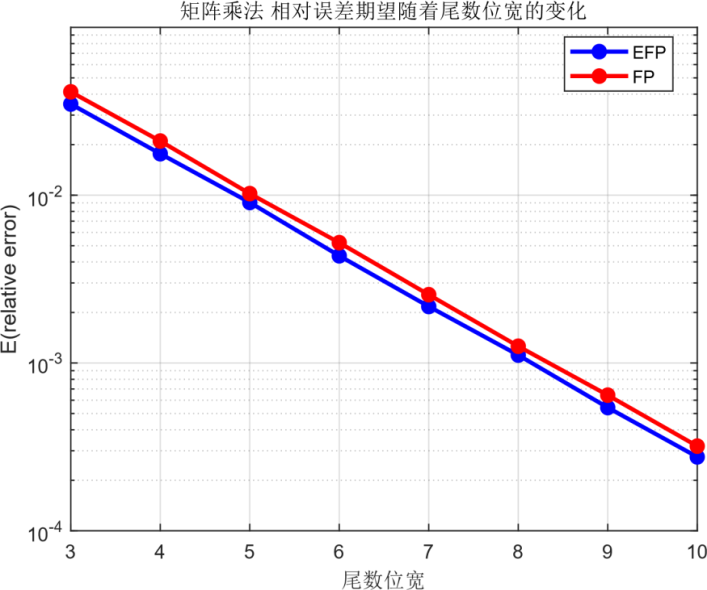 矩阵乘法 相对误差期望随着尾数位宽的变化
EFP
FP
E(relative error)
10-2
10-3
10-4
3 4 5 6 7 8 9 10
尾数位宽